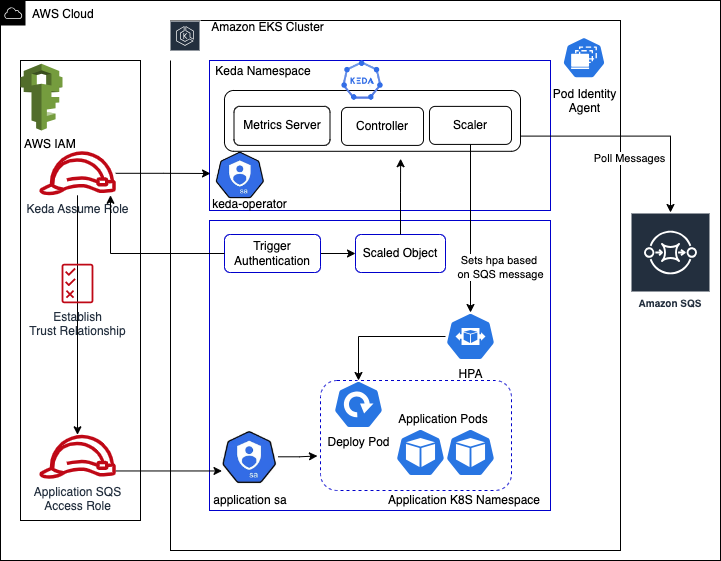 AWS Cloud
Amazon EKS Cluster
Keda Namespace
KEDA
Pod Identity
Agent
AWS IAM
Metrics Server
Controller
Scaler
Poll Messages
sa
keda-operator
Keda Assume Role
Trigger
Authentication
Scaled Object
Sets hpa based
on SQS message
Amazon SQS
Establish
Trust Relationship
HPA
Deploy Pod
Application Pods
sa
application sa
Application SQS
Access Role
Application K8S Namespace